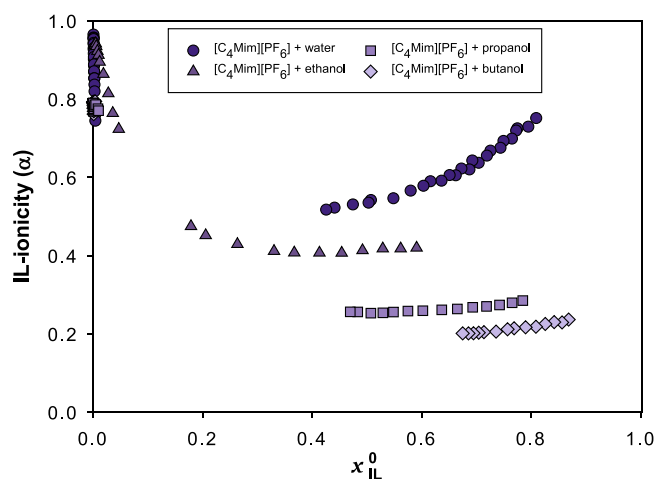 1.0
0.8
0.6
0.4
0.2
0.0
IL-ionicity (α)
[C₄Mim][PF₆] + water
[C₄Mim][PF₆] + propanol
[C₄Mim][PF₆] + ethanol
[C₄Mim][PF₆] + butanol
0.0 0.2 0.4 0.6 0.8 1.0
x⁰IL